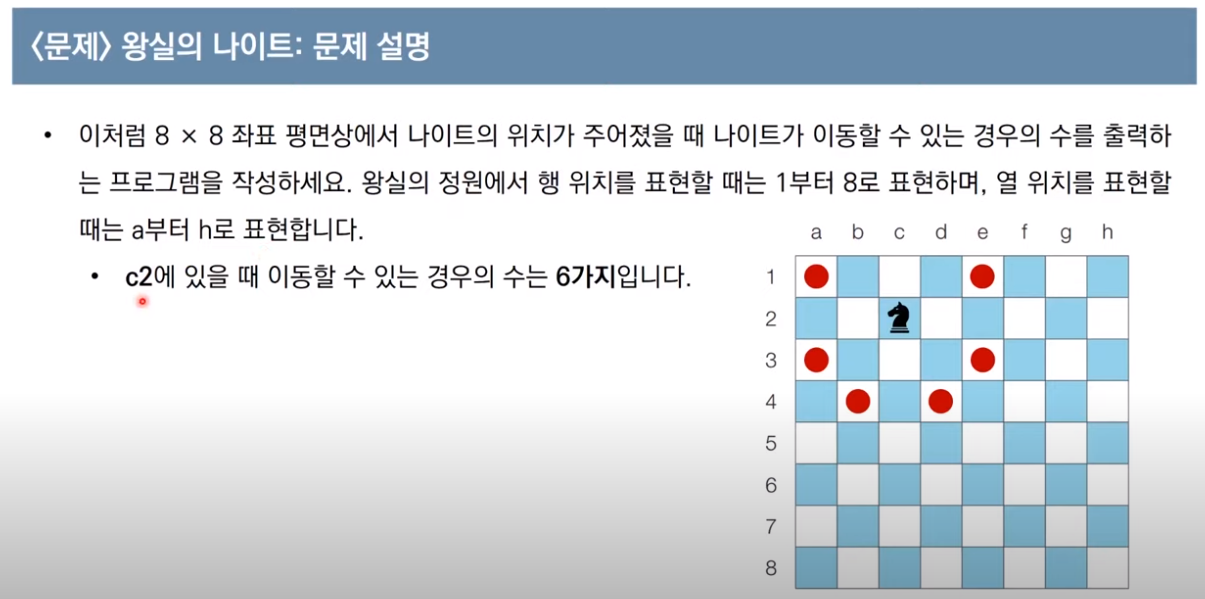 〈문제〉 왕실의 나이트: 문제 설명
• 이처럼 8 × 8 좌표 평면상에서 나이트의 위치가 주어졌을 때 나이트가 이동할 수 있는 경우의 수를 출력하
는 프로그램을 작성하세요. 왕실의 정원에서 행 위치를 표현할 때는 1부터 8로 표현하며, 열 위치를 표현할
때는 a부터 h로 표현합니다.
• c2에 있을 때 이동할 수 있는 경우의 수는 6가지입니다.
a b c d e f g h
1
2
3
4
5
6
7
8